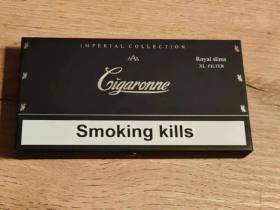 IMPERIAL COLLECTION
Cigaronne
Royal slims
XL FILTER
Smoking kills